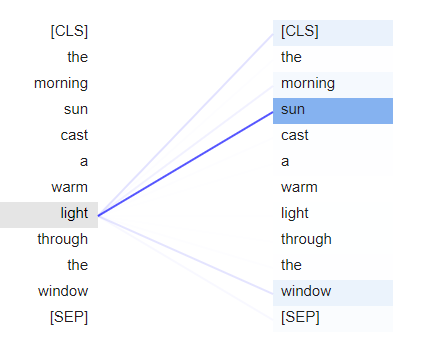 [CLS] [CLS]
the the
morning morning
sun sun
cast cast
a a
warm warm
light light
through through
the the
window window
[SEP] [SEP]